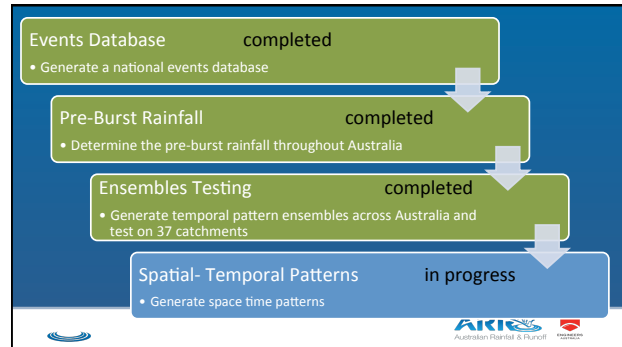 Events Database completed
• Generate a national events database
Pre-Burst Rainfall completed
• Determine the pre-burst rainfall throughout Australia
Ensembles Testing completed
• Generate temporal pattern ensembles across Australia and
test on 37 catchments
Spatial- Temporal Patterns in progress
• Generate space time patterns
Australian Rainfall & Runoff
ENGINEERS
AUSTRALIA